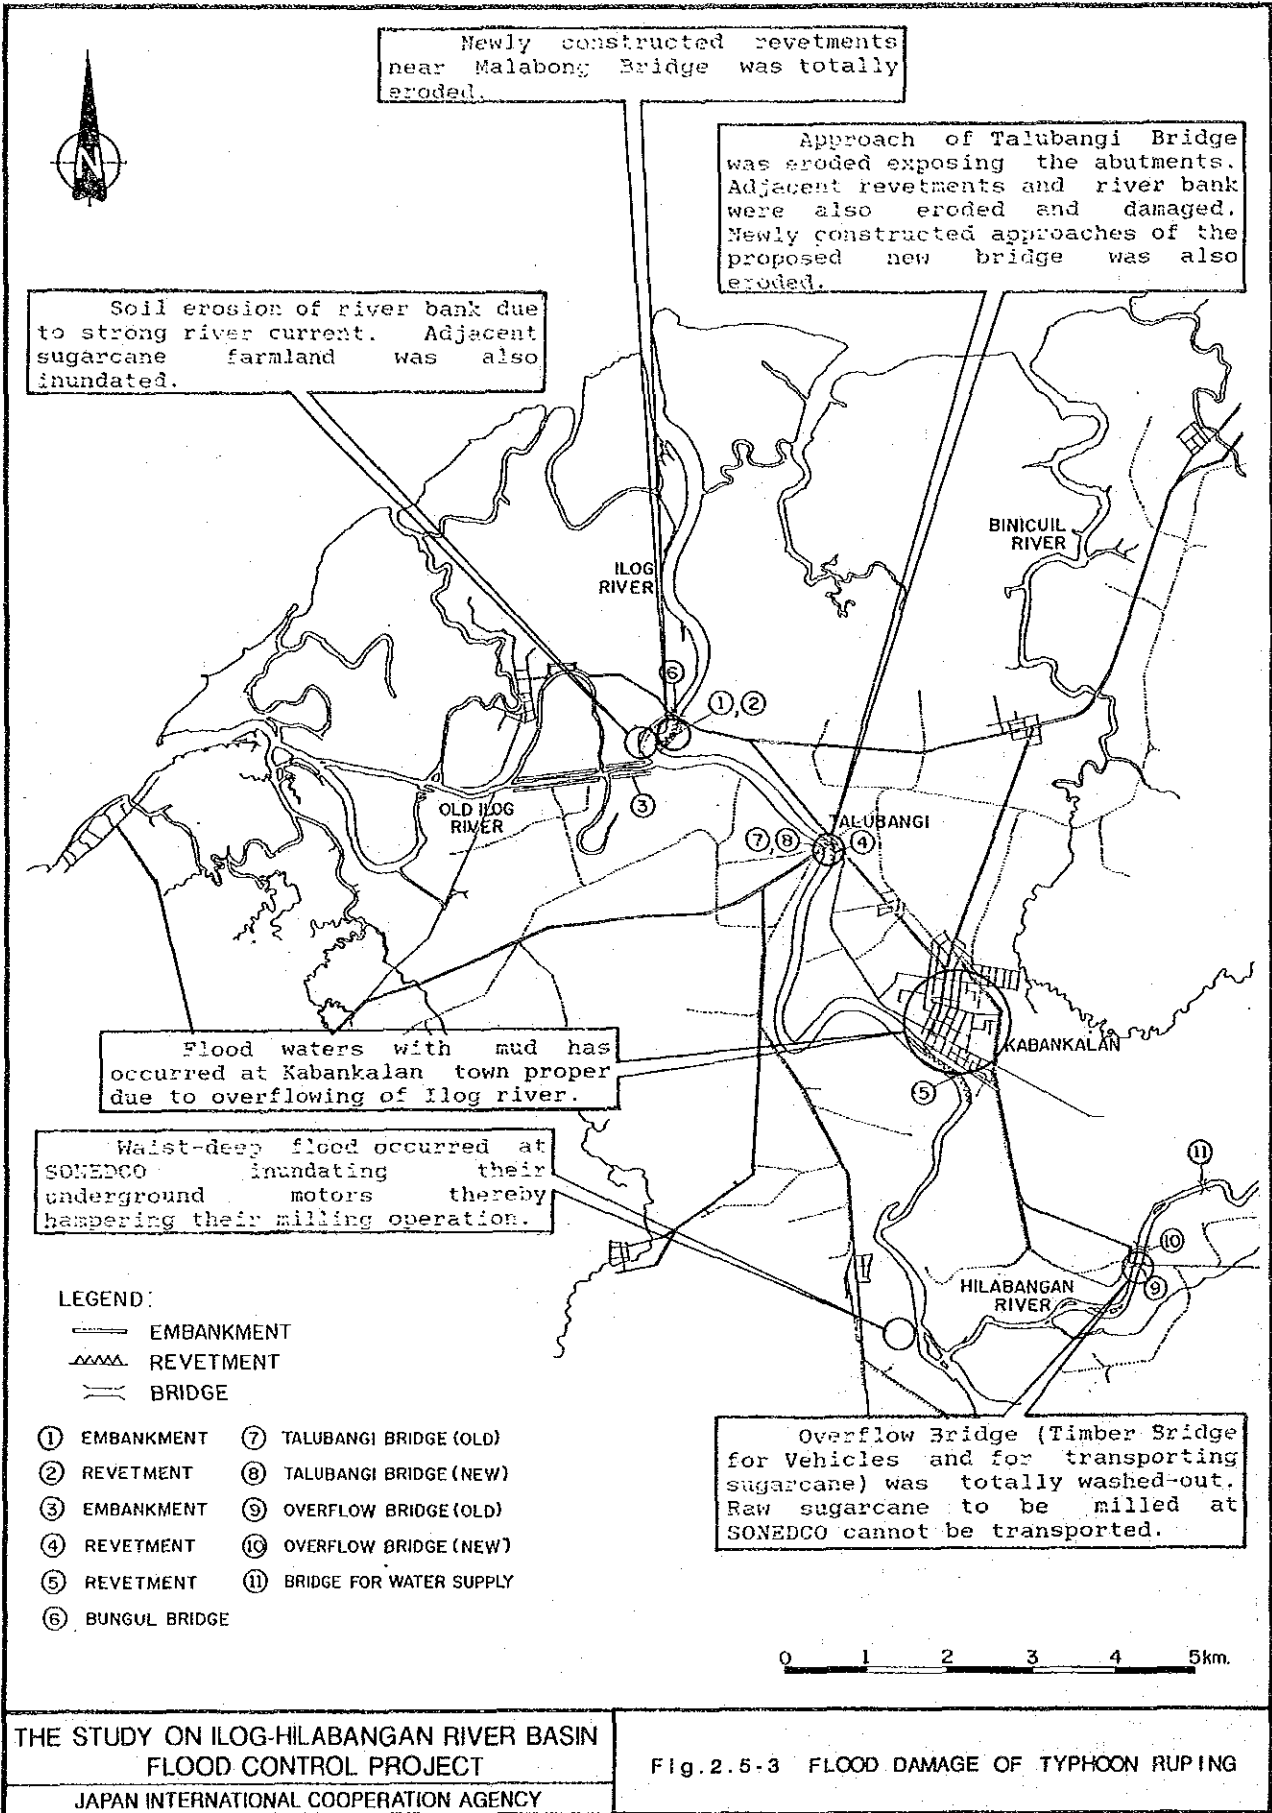 Newly constructed revetments
near Malabong Bridge was totally
eroded.
Approach of Talubangi Bridge
was eroded exposing the abutments.
Adjacent revetments and river bank
were also eroded and damaged.
Newly constructed approaches of the
proposed new bridge was also
eroded.
Soil erosion of river bank due
to strong river current. Adjacent
sugarcane farmland was also
inundated.
N
BINICUIL
RIVER
ILOG
RIVER
⑥
①,②
③
OLD ILOG
RIVER
TALUBANGI
⑦,⑧
④
KABANKALAN
⑤
Flood waters with mud has
occurred at Kabankalan town proper
due to overflowing of Ilog river.
Waist-deep flood occurred at
SONEDCO inundating their
underground motors thereby
hampering their milling operation.
⑪
⑩
⑨
HILABANGAN
RIVER
LEGEND:
EMBANKMENT
REVETMENT
BRIDGE
① EMBANKMENT ⑦ TALUBANGI BRIDGE (OLD)
② REVETMENT ⑧ TALUBANGI BRIDGE (NEW)
③ EMBANKMENT ⑨ OVERFLOW BRIDGE (OLD)
④ REVETMENT ⑩ OVERFLOW BRIDGE (NEW)
⑤ REVETMENT ⑪ BRIDGE FOR WATER SUPPLY
⑥ BUNGUL BRIDGE
Overflow Bridge (Timber Bridge
for Vehicles and for transporting
sugarcane) was totally washed-out.
Raw sugarcane to be milled at
SONEDCO cannot be transported.
0 1 2 3 4 5km.
THE STUDY ON ILOG-HILABANGAN RIVER BASIN
FLOOD CONTROL PROJECT
JAPAN INTERNATIONAL COOPERATION AGENCY
Fig.2.5-3 FLOOD DAMAGE OF TYPHOON RUPING